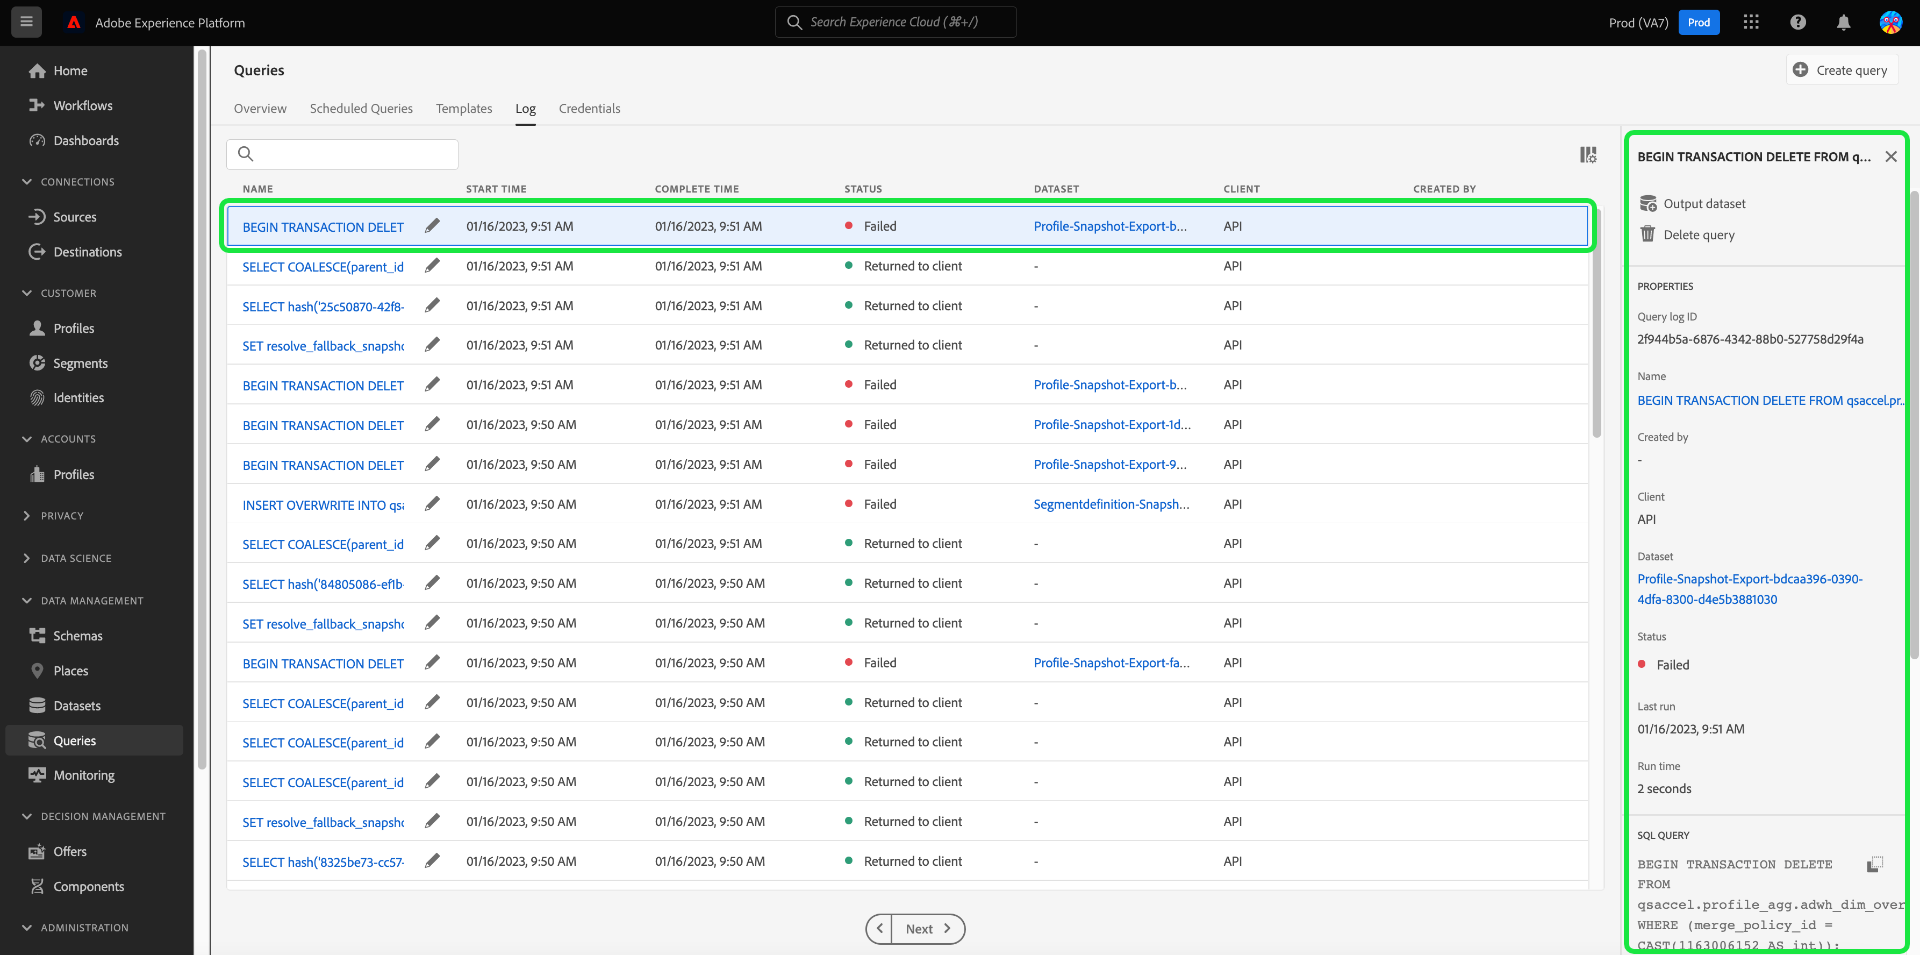 Adobe Experience Platform
Search Experience Cloud (⌘+/)
Prod (VA7)
Prod
Home
Workflows
Dashboards
CONNECTIONS
Sources
Destinations
CUSTOMER
Profiles
Segments
Identities
ACCOUNTS
Profiles
PRIVACY
DATA SCIENCE
DATA MANAGEMENT
Schemas
Places
Datasets
Queries
Monitoring
DECISION MANAGEMENT
Offers
Components
ADMINISTRATION
Queries
Create query
Overview Scheduled Queries Templates Log Credentials
NAME START TIME COMPLETE TIME STATUS DATASET CLIENT CREATED BY
BEGIN TRANSACTION DELET 01/16/2023, 9:51 AM 01/16/2023, 9:51 AM Failed Profile-Snapshot-Export-b... API
SELECT COALESCE(parent_id 01/16/2023, 9:51 AM 01/16/2023, 9:51 AM Returned to client - API
SELECT hash('25c50870-42f8- 01/16/2023, 9:51 AM 01/16/2023, 9:51 AM Returned to client - API
SET resolve_fallback_snapshc 01/16/2023, 9:51 AM 01/16/2023, 9:51 AM Returned to client - API
BEGIN TRANSACTION DELET 01/16/2023, 9:51 AM 01/16/2023, 9:51 AM Failed Profile-Snapshot-Export-b... API
BEGIN TRANSACTION DELET 01/16/2023, 9:50 AM 01/16/2023, 9:51 AM Failed Profile-Snapshot-Export-1d... API
BEGIN TRANSACTION DELET 01/16/2023, 9:50 AM 01/16/2023, 9:51 AM Failed Profile-Snapshot-Export-9... API
INSERT OVERWRITE INTO qsa 01/16/2023, 9:50 AM 01/16/2023, 9:51 AM Failed Segmentdefinition-Snapsh... API
SELECT COALESCE(parent_id 01/16/2023, 9:50 AM 01/16/2023, 9:51 AM Returned to client - API
SELECT hash('84805086-ef1b- 01/16/2023, 9:50 AM 01/16/2023, 9:50 AM Returned to client - API
SET resolve_fallback_snapshc 01/16/2023, 9:50 AM 01/16/2023, 9:50 AM Returned to client - API
BEGIN TRANSACTION DELET 01/16/2023, 9:50 AM 01/16/2023, 9:50 AM Failed Profile-Snapshot-Export-fa... API
SELECT COALESCE(parent_id 01/16/2023, 9:50 AM 01/16/2023, 9:50 AM Returned to client - API
SELECT COALESCE(parent_id 01/16/2023, 9:50 AM 01/16/2023, 9:50 AM Returned to client - API
SELECT COALESCE(parent_id 01/16/2023, 9:50 AM 01/16/2023, 9:50 AM Returned to client - API
SET resolve_fallback_snapshc 01/16/2023, 9:50 AM 01/16/2023, 9:50 AM Returned to client - API
SELECT hash('8325be73-cc57- 01/16/2023, 9:50 AM 01/16/2023, 9:50 AM Returned to client - API
Next
BEGIN TRANSACTION DELETE FROM q...
Output dataset
Delete query
PROPERTIES
Query log ID
2f944b5a-6876-4342-88b0-527758d29f4a
Name
BEGIN TRANSACTION DELETE FROM qsaccel.pr..
Created by
-
Client
API
Dataset
Profile-Snapshot-Export-bdcaa396-0390-
4dfa-8300-d4e5b3881030
Status
Failed
Last run
01/16/2023, 9:51 AM
Run time
2 seconds
SQL QUERY
BEGIN TRANSACTION DELETE
FROM
qsaccel.profile_agg.adwh_dim_over
WHERE (merge_policy_id =
CAST(1163006152 AS int));